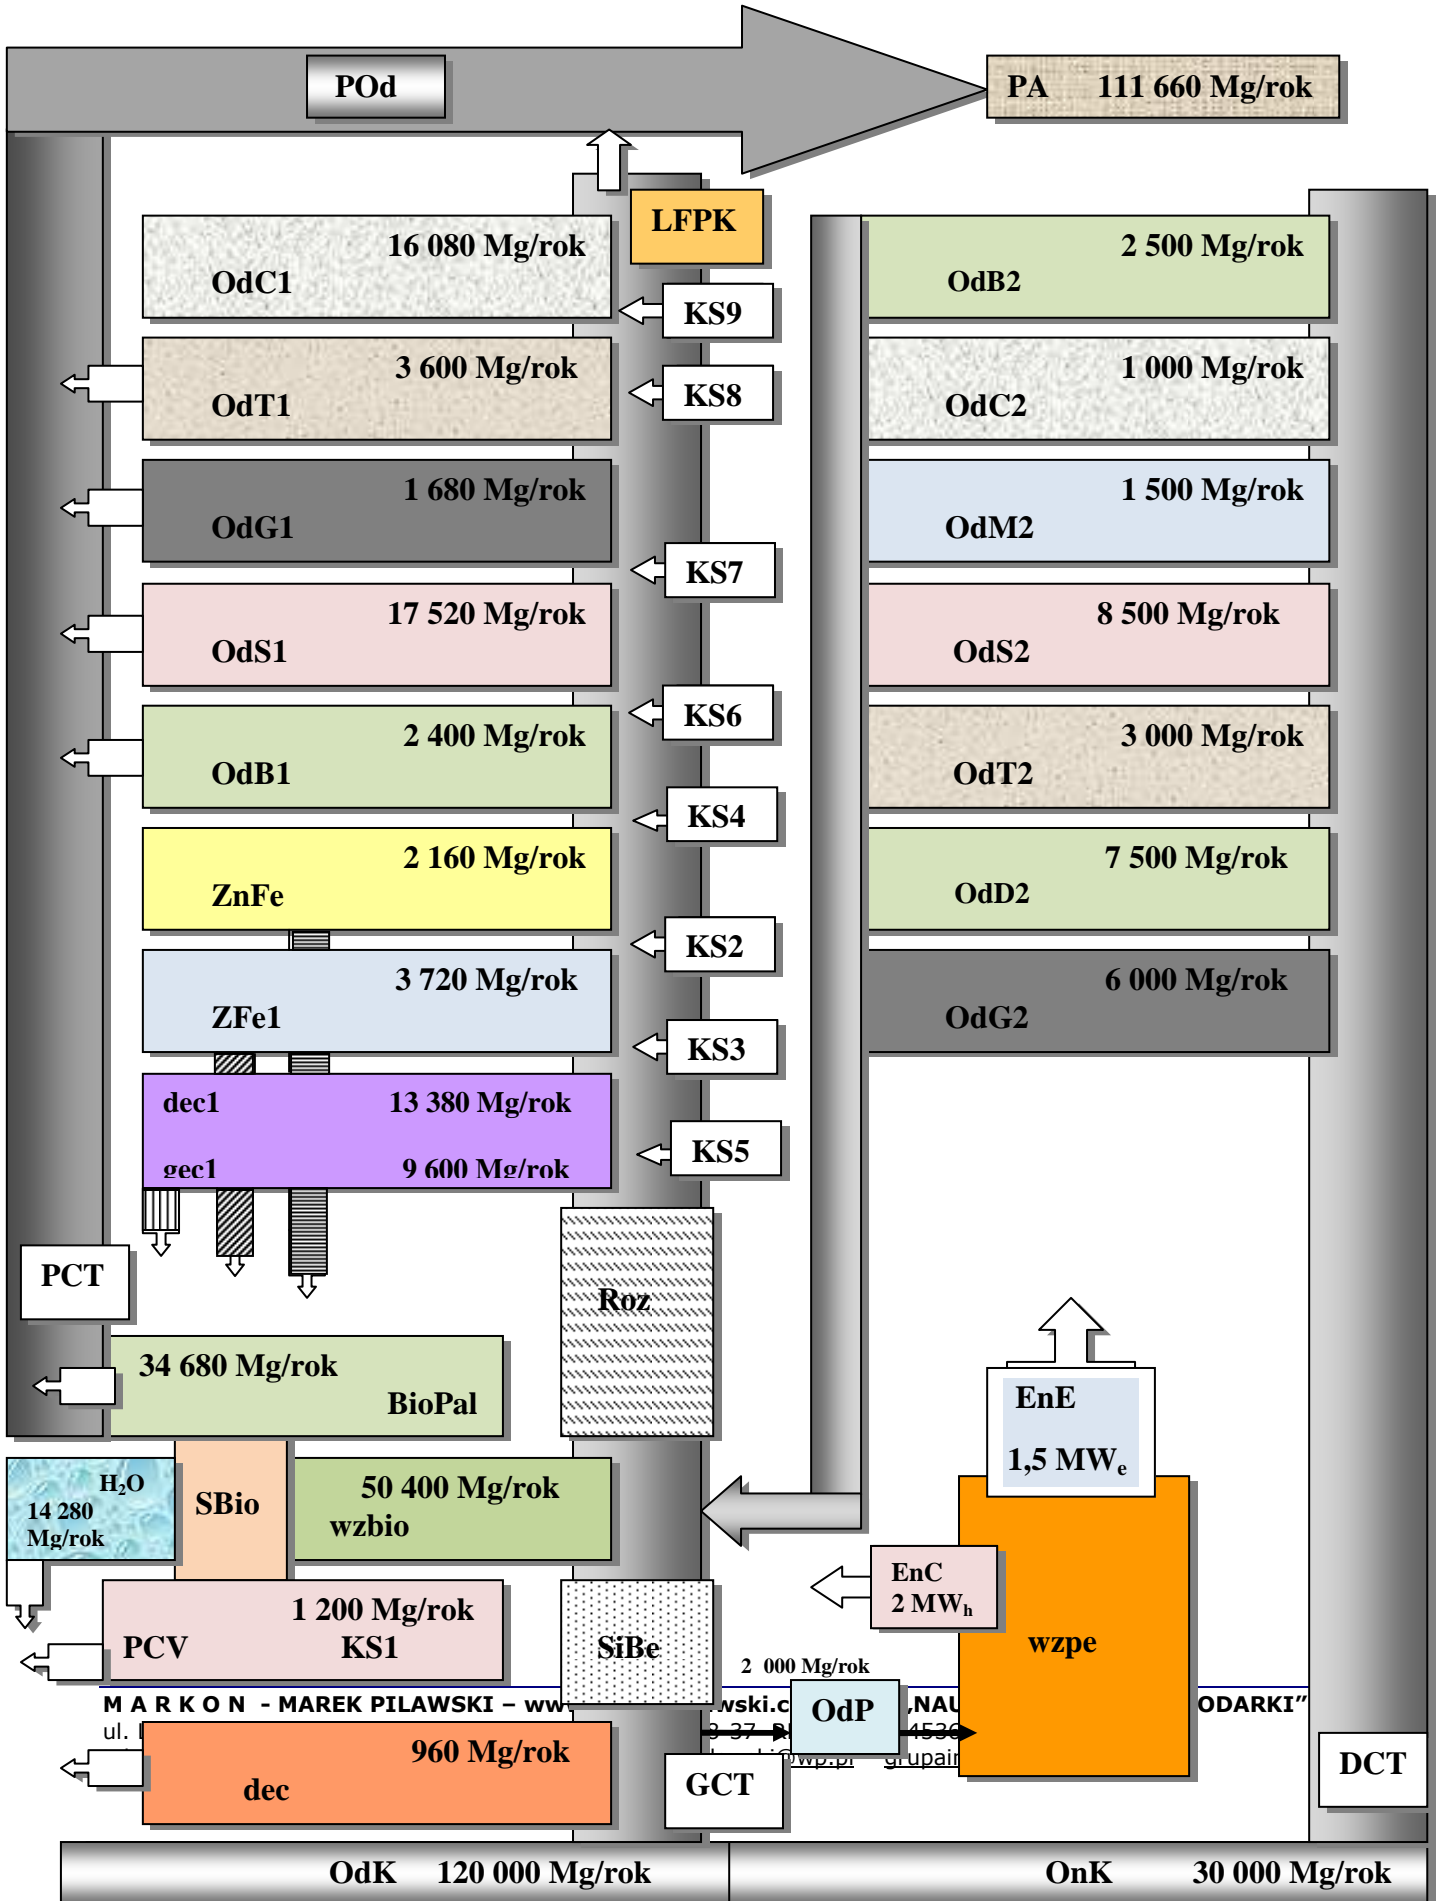 POd
PA 111 660 Mg/rok
LFPK
16 080 Mg/rok
OdC1
KS9
2 500 Mg/rok
OdB2
3 600 Mg/rok
OdT1
KS8
1 000 Mg/rok
OdC2
1 680 Mg/rok
OdG1
KS7
1 500 Mg/rok
OdM2
17 520 Mg/rok
OdS1
KS6
8 500 Mg/rok
OdS2
2 400 Mg/rok
OdB1
KS4
3 000 Mg/rok
OdT2
2 160 Mg/rok
ZnFe
KS2
7 500 Mg/rok
OdD2
3 720 Mg/rok
ZFe1
KS3
6 000 Mg/rok
OdG2
dec1 13 380 Mg/rok
gec1 9 600 Mg/rok
KS5
PCT
Roz
34 680 Mg/rok
BioPal
EnE
1,5 MWe
H2O
14 280
Mg/rok
SBio
50 400 Mg/rok
wzbio
EnC
2 MWh
wzpe
1 200 Mg/rok
PCV KS1
SiBe
2 000 Mg/rok
OdP
M A R K O N - MAREK PILAWSKI – ODARKI”
ul.
960 Mg/rok
dec
GCT
DCT
OdK 120 000 Mg/rok
OnK 30 000 Mg/rok